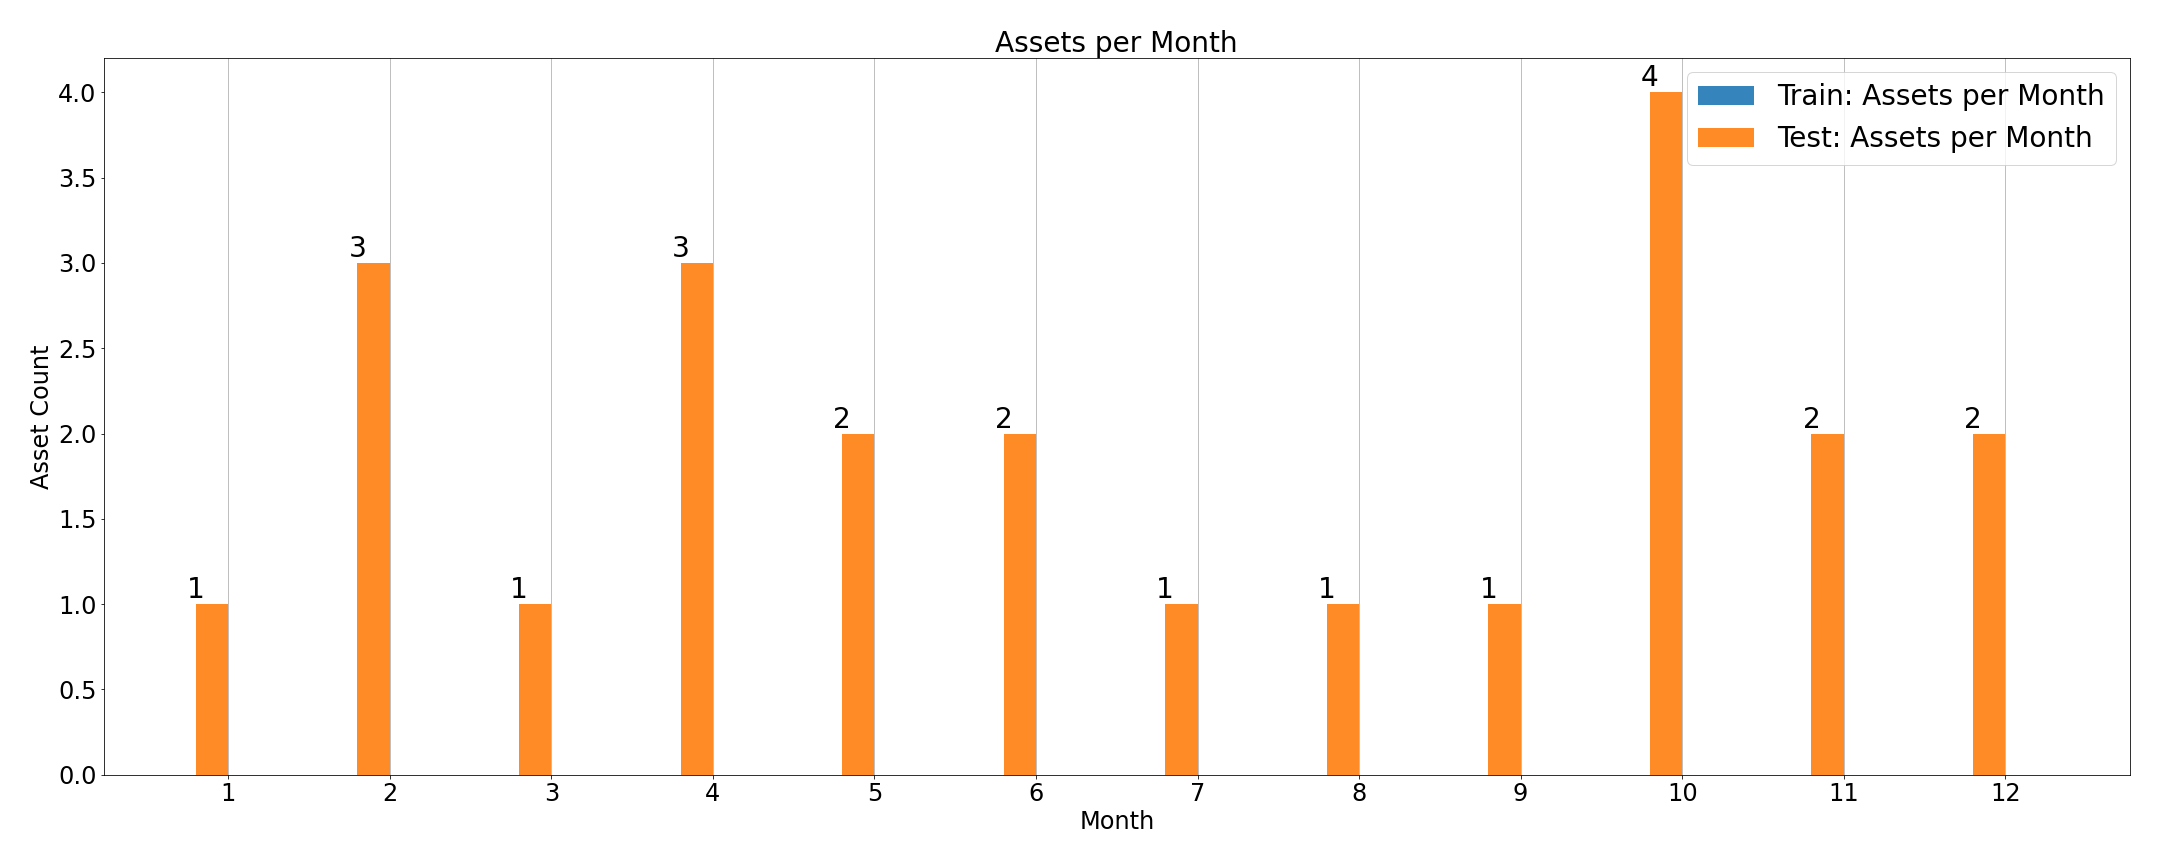 Assets per Month
Train: Assets per Month
Test: Assets per Month
4.0
3.5
3.0
2.5
2.0
1.5
1.0
0.5
0.0
Asset Count
1 3 1 3 2 2 1 1 1 4 2 2
1 2 3 4 5 6 7 8 9 10 11 12
Month